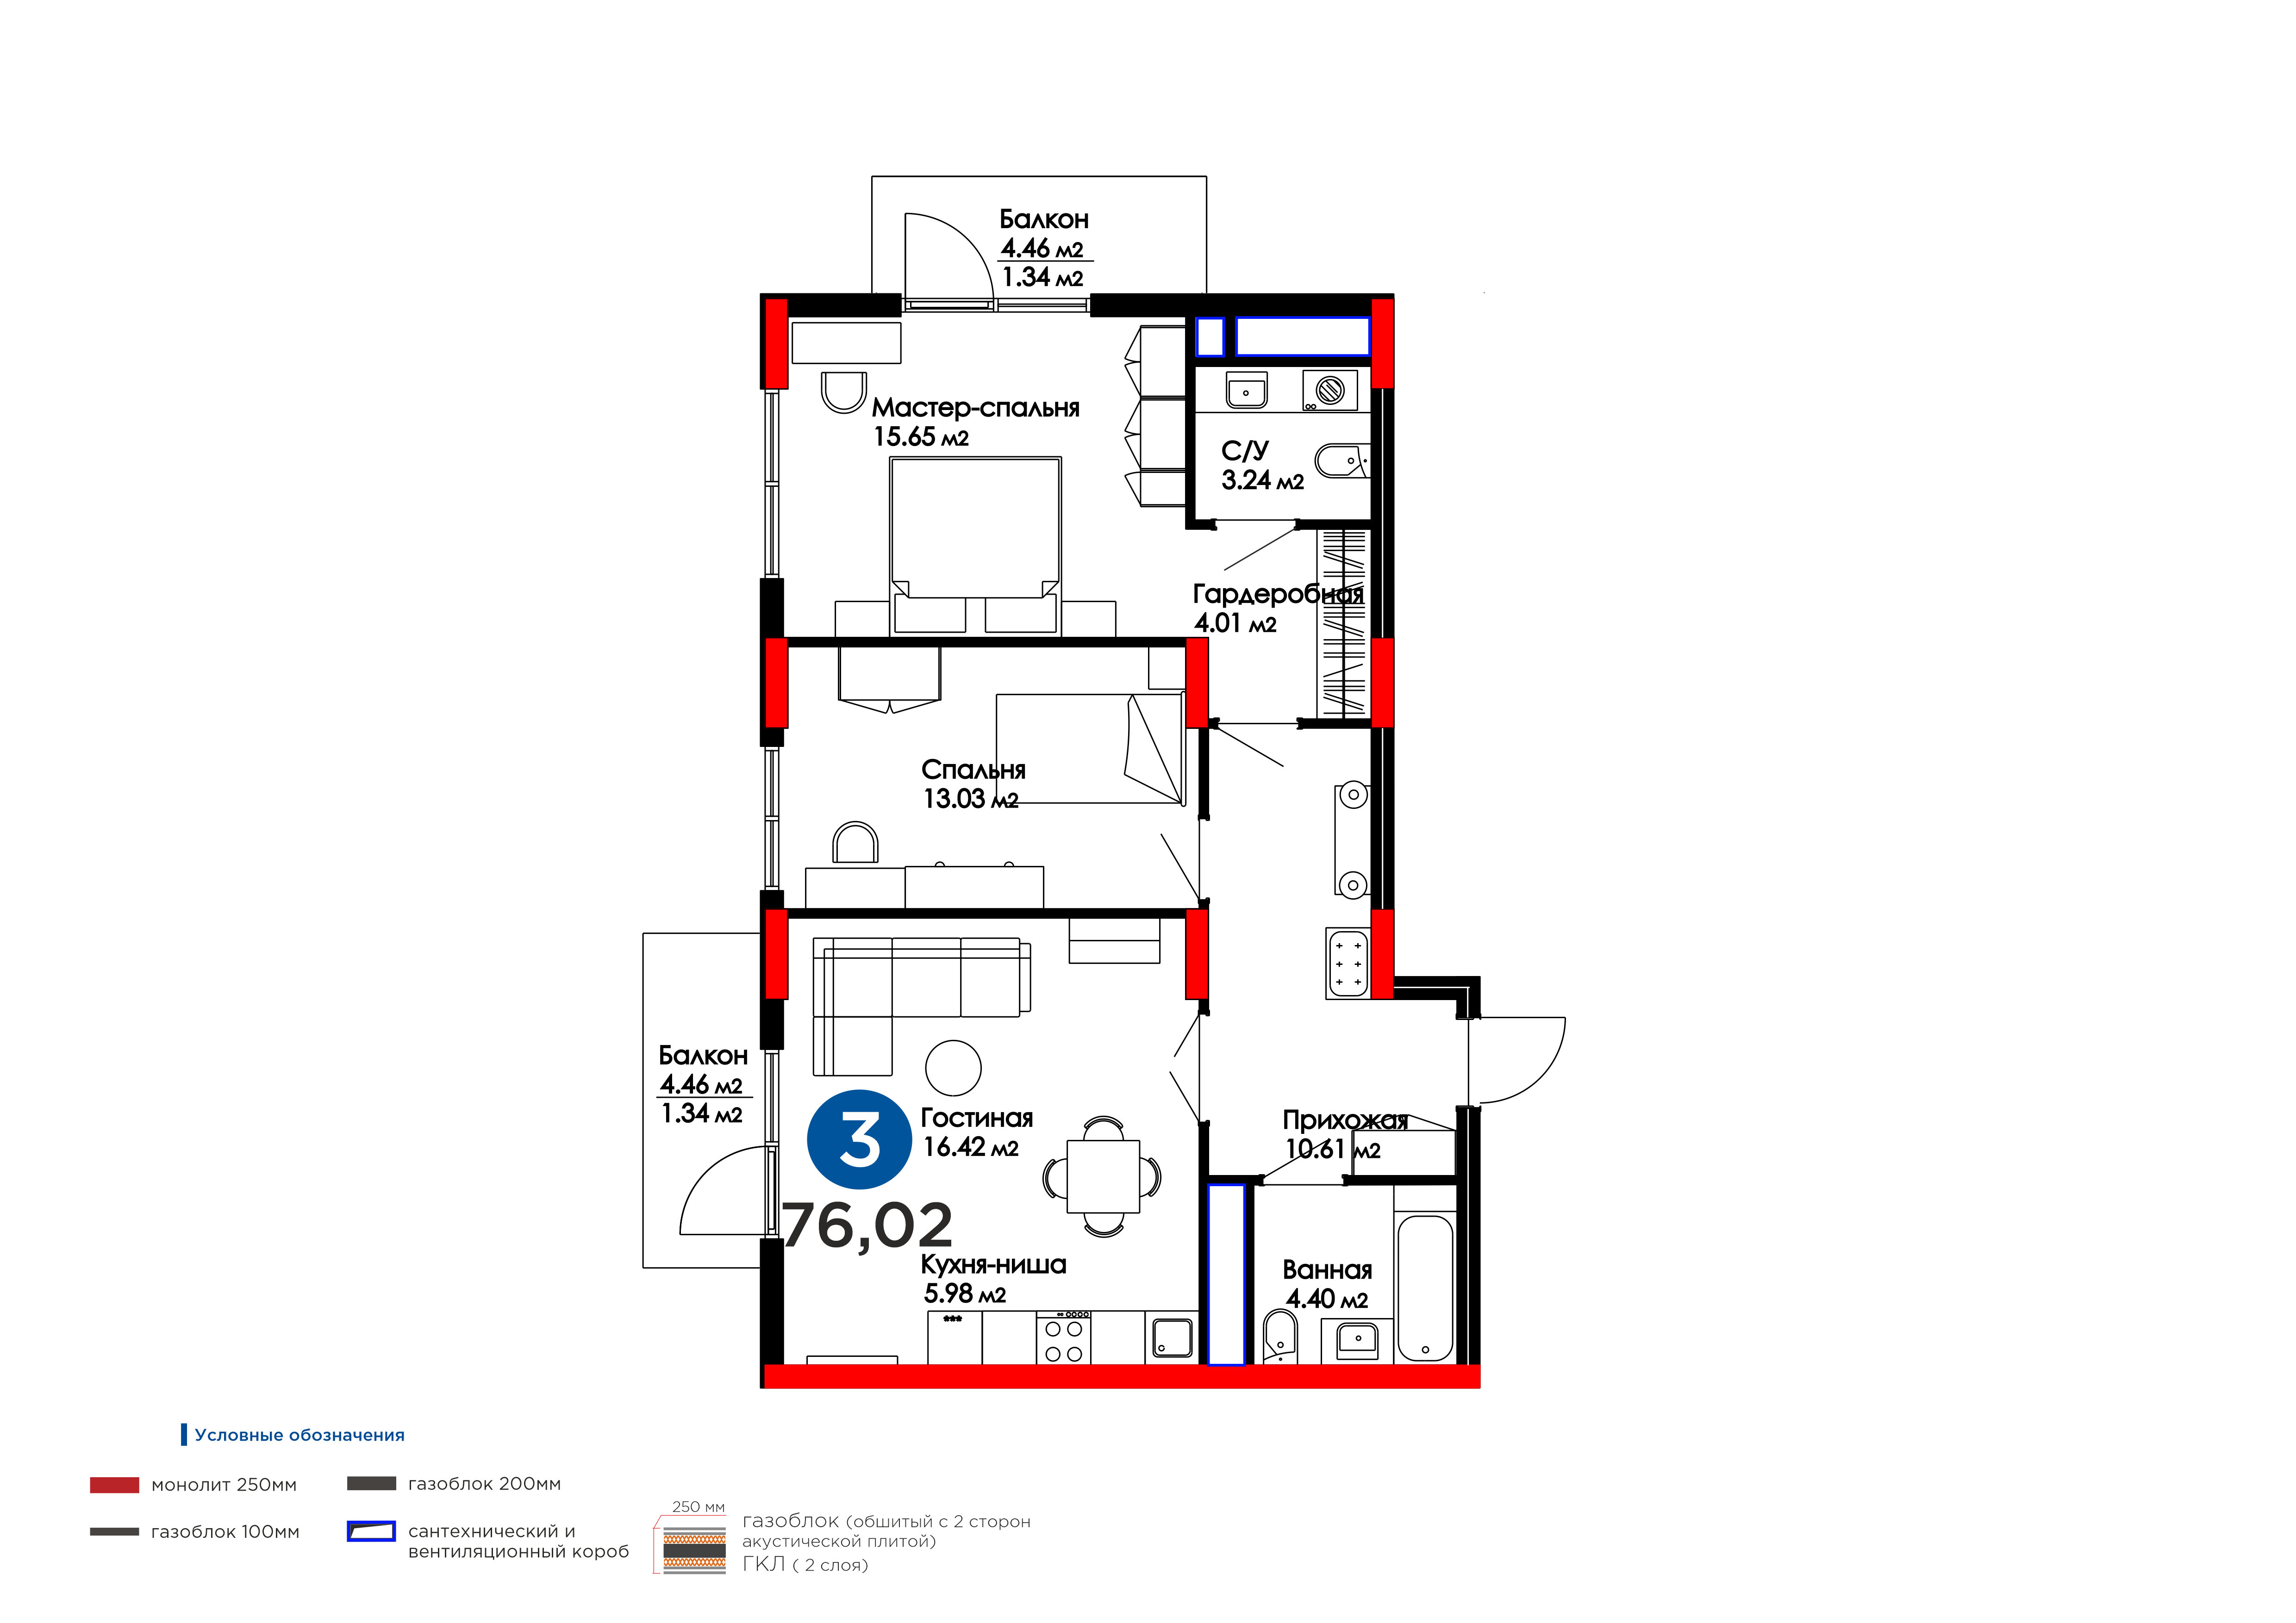 Балкон
4.46 м2
1.34 м2
Мастер-спальня
15.65 м2
С/У
3.24 м2
Гардеробная
4.01 м2
Спальня
13.03 м2
Балкон
4.46 м2
1.34 м2
3
76,02
Гостиная
16.42 м2
Прихожая
10.61 м2
Кухня-ниша
5.98 м2
Ванная
4.40 м2
***
Условные обозначения
монолит 250мм
газоблок 200мм
газоблок 100мм
сантехнический и
вентиляционный короб
250 мм
газоблок (обшитый с 2 сторон
акустической плитой)
ГКЛ ( 2 слоя)